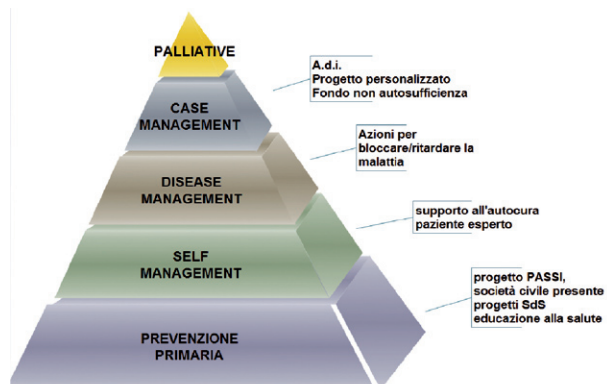 PALLIATIVE
A.d.i.
Progetto personalizzato
Fondo non autosufficienza
CASE
MANAGEMENT
Azioni per
bloccare/ritardare la
malattia
DISEASE
MANAGEMENT
supporto all'autocura
paziente esperto
SELF
MANAGEMENT
progetto PASSI,
società civile presente
progetti SdS
educazione alla salute
PREVENZIONE
PRIMARIA